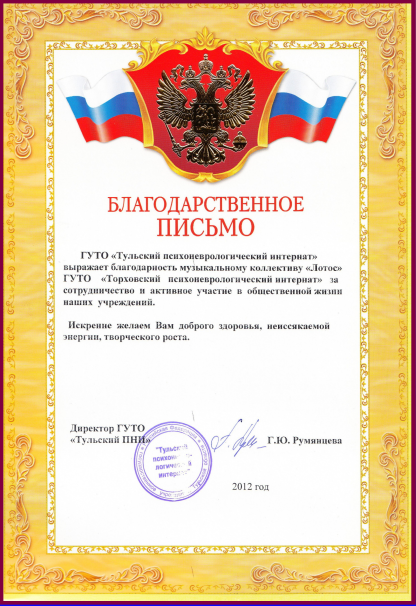 БЛАГОДАРСТВЕННОЕ
ПИСЬМО
ГУТО «Тульский психоневрологический интернат»
выражает благодарность музыкальному коллективу «Лотос»
ГУТО «Торховский психоневрологический интернат» за
сотрудничество и активное участие в общественной жизни
наших учреждений.
Искренне желаем Вам доброго здоровья, неиссякаемой
энергии, творческого роста.
Директор ГУТО
«Тульский ПНИ»
Г.Ю. Румянцева
"Тульский
психонев-
логический
интернат"
2012 год